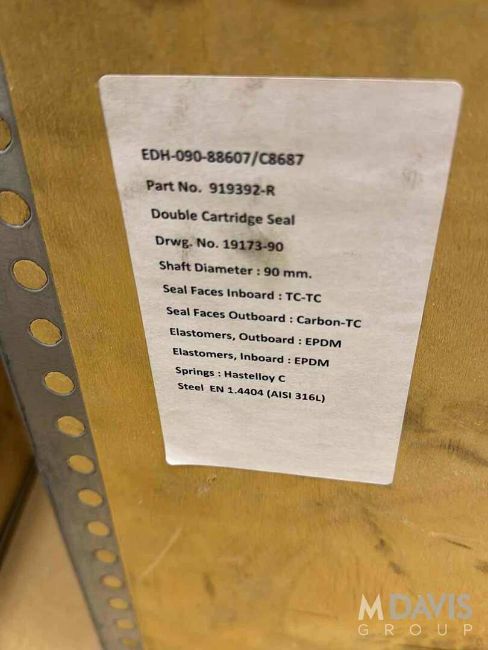 EDH-090-88607/C8687
Part No. 919392-R
Double Cartridge Seal
Drwg. No. 19173-90
Shaft Diameter : 90 mm.
Seal Faces Inboard : TC-TC
Seal Faces Outboard : Carbon-TC
Elastomers, Outboard : EPDM
Elastomers, Inboard : EPDM
Springs : Hastelloy C
Steel EN 1.4404 (AISI 316L)
MDAVIS
GROUP